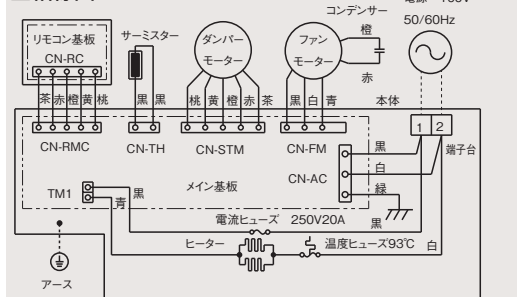 コンデンサー
50/60Hz
リモコン基板
CN-RC
サーミスター
ダンパー
モーター
ファン
モーター
橙
赤
茶 赤 橙 黄 桃
黒 黒
桃 黄 橙 赤 茶
黒 白 青
本体
1 2
CN-RMC
CN-TH
CN-STM
CN-FM
黒
端子台
CN-AC
白
緑
メイン基板
TM1
黒
青
電流ヒューズ 250V20A
黒
ヒーター
温度ヒューズ93℃
白
アース